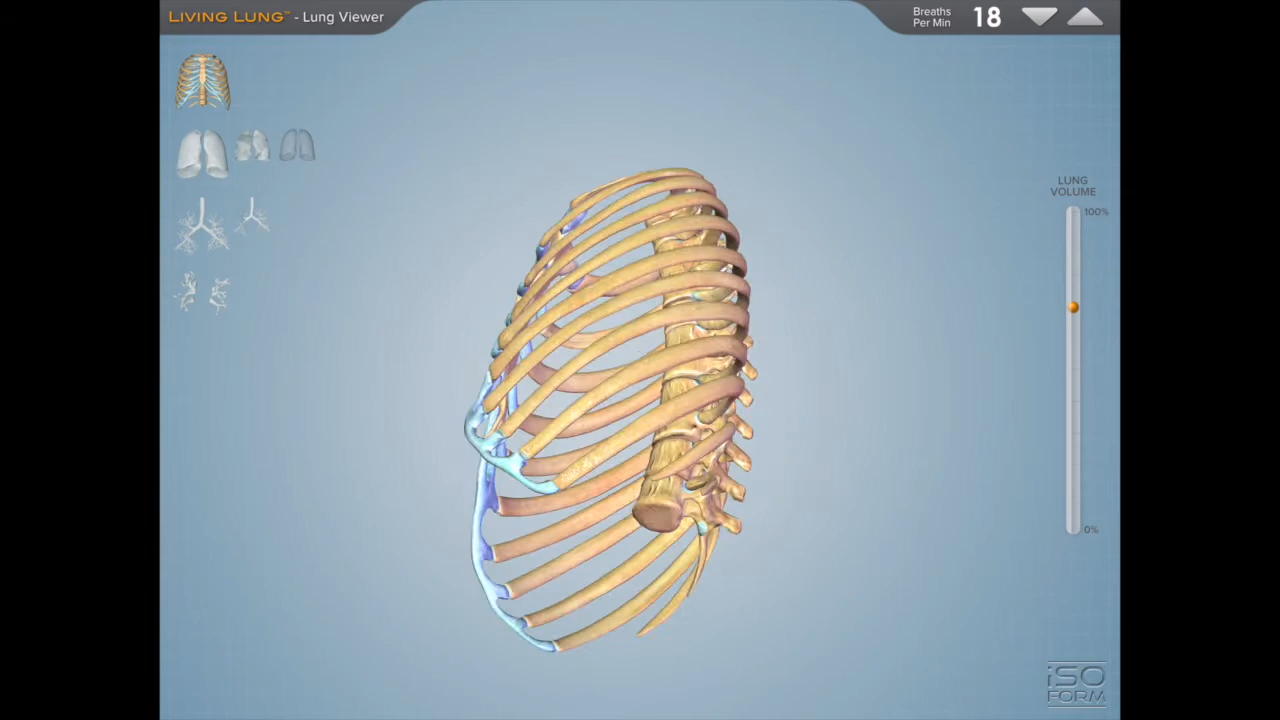 LIVING LUNG™ - Lung Viewer
Breaths
Per Min
18
LUNG
VOLUME
100%
0%
iSO
FORM